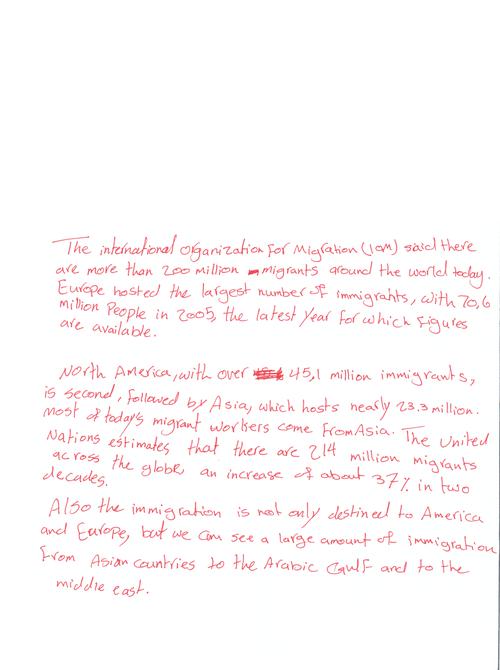 The international organization For Migration (IOM) said there
are more than 200 million migrants around the world today.
Europe hosted the largest number of immigrants, with 70,6
million People in 2005, the latest Year for which Figures
are available.
North America, with over 45,1 million immigrants,
is second, followed by Asia, which hosts nearly 23.3 million.
most of today's migrant workers come from Asia. The United
Nations estimates that there are 214 million migrants
across the globe an increase of about 37% in two
decades.
Also the immigration is not only destined to America
and Europe, but we can see a large amount of immigration
From Asian countries to the Arabic Gulf and to the
middle east.